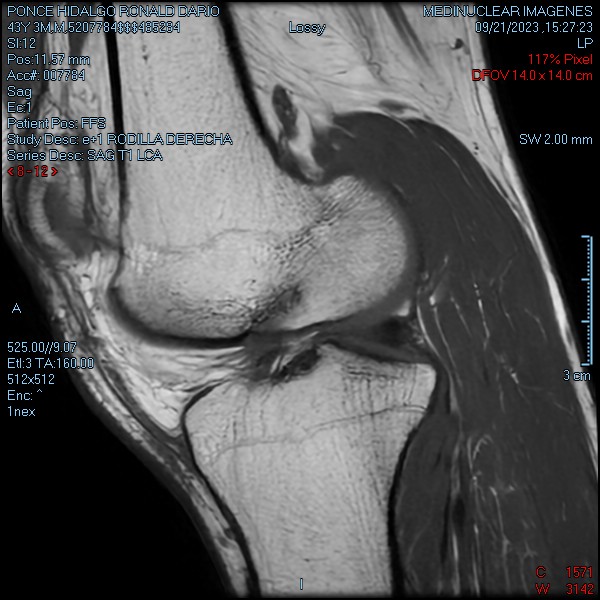 PONCE HIDALGO RONALD DARIO
43Y 3M,M,5207784$$$485284
Sl:12
Pos:11.57 mm
Acc#: 007784
Sag
Ec:1
Patient Pos: FFS
Study Desc: e+1 RODILLA DERECHA
Series Desc: SAG T1 LCA
< 8 - 12 >
Lossy
MEDINUCLEAR IMAGENES
09/21/2023 ,15:27:23
LP
117% Pixel
DFOV 14.0 x 14.0 cm
SW 2.00 mm
A
525.00//9.07
Etl:3 TA:160.00
512x512
Enc: ^
1nex
3 cm
I
C 1571
W 3142